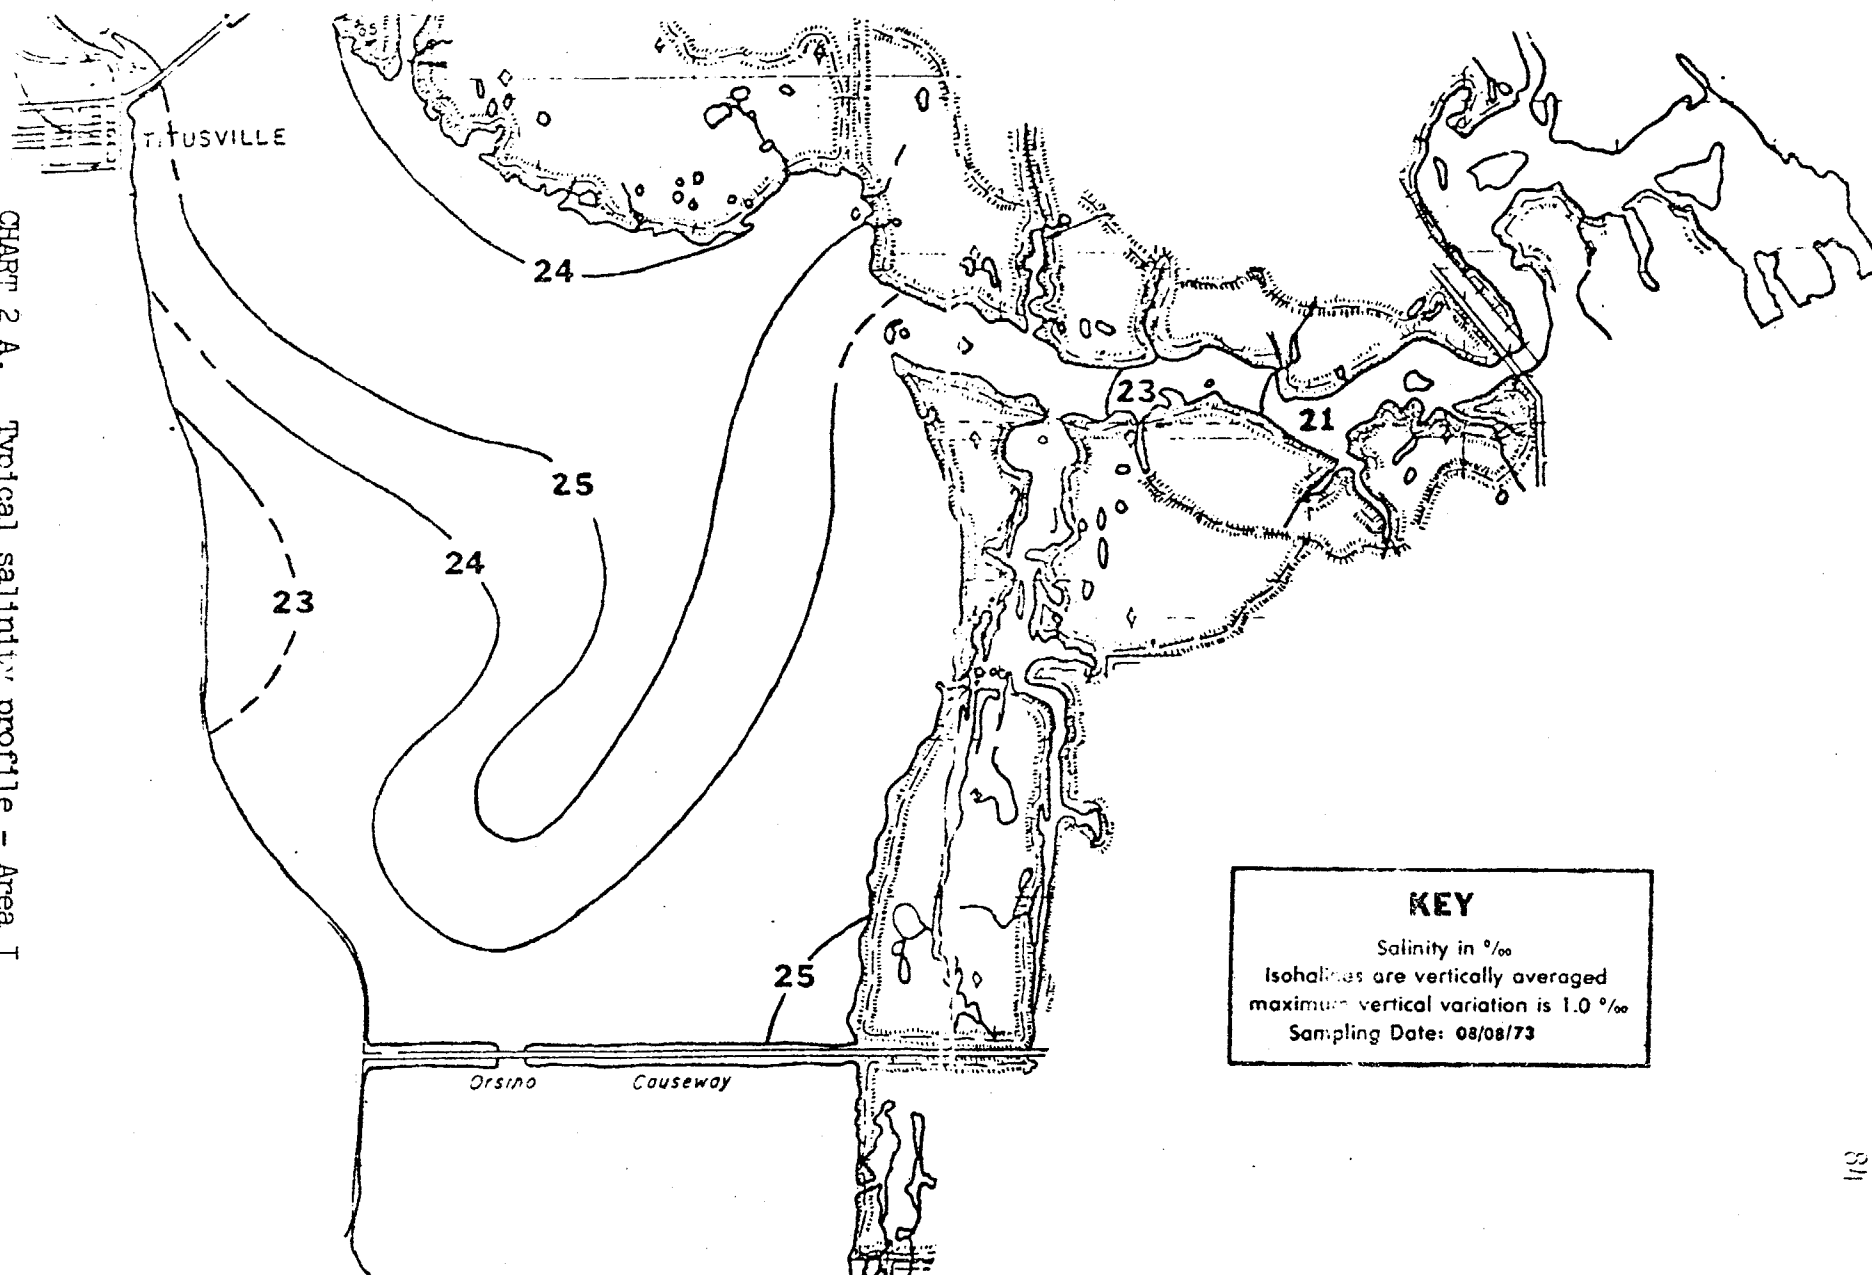 CHART 2 A. Typical salinity profile - Area I
TITUSVILLE
24
25
24
23
23
21
25
Orsino Causeway
KEY
Salinity in ‰
Isohalines are vertically averaged
maximum vertical variation is 1.0 ‰
Sampling Date: 08/08/73
84